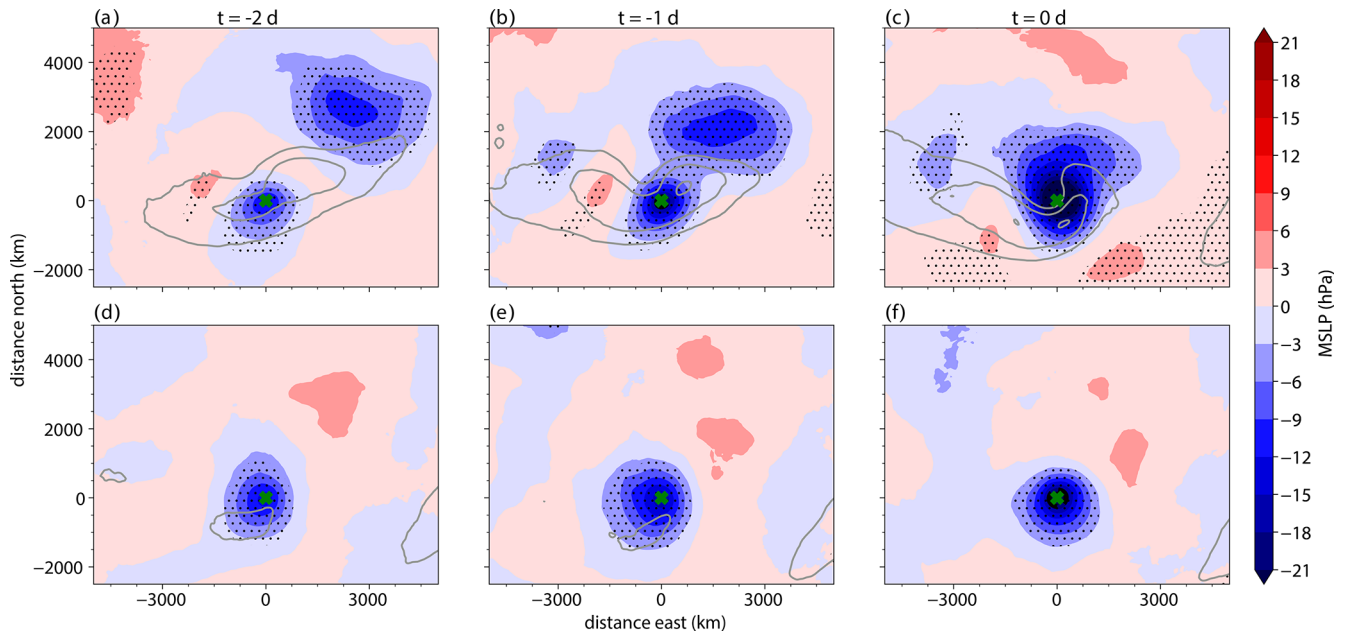 (a) t = -2 d
(b) t = -1 d
(c) t = 0 d
4000
2000
0
−2000
(d)
(e)
(f)
4000
2000
0
−2000
−3000 0 3000
−3000 0 3000
−3000 0 3000
distance east (km)
distance north (km)
21
18
15
12
9
6
3
0
−3
−6
−9
−12
−15
−18
−21
MSLP (hPa)